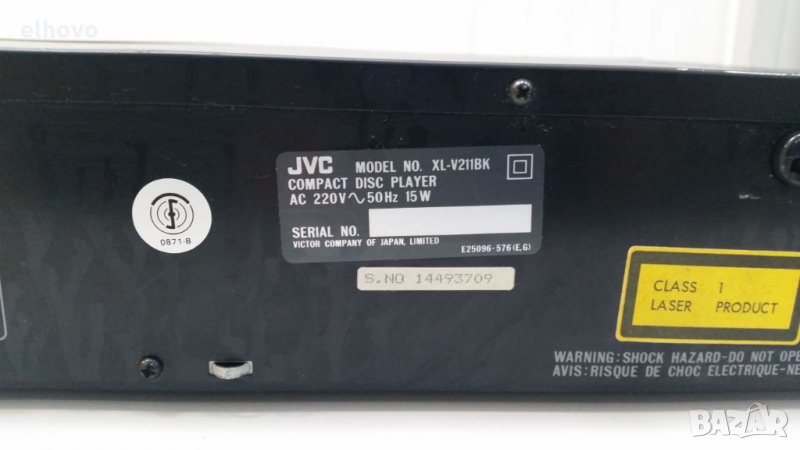 elhovo
JVC MODEL NO. XL-V211BK
COMPACT DISC PLAYER
AC 220V∿50Hz 15W
SERIAL NO.
VICTOR COMPANY OF JAPAN, LIMITED
E25096-576(E,G)
0871-B
S.NO 14493709
CLASS 1
LASER PRODUCT
WARNING:SHOCK HAZARD-DO NOT OPE
AVIS:RISQUE DE CHOC ELECTRIQUE-NE
BAZAR